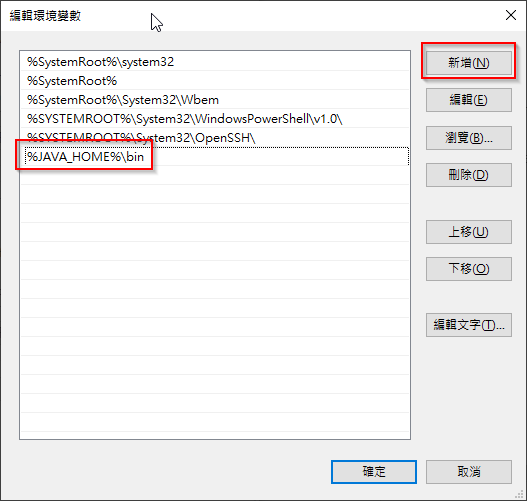 編輯環境變數
%SystemRoot%\system32
%SystemRoot%
%SystemRoot%\System32\Wbem
%SYSTEMROOT%\System32\WindowsPowerShell\v1.0\
%SYSTEMROOT%\System32\OpenSSH\
%JAVA_HOME%\bin
新增(N)
編輯(E)
瀏覽(B)...
刪除(D)
上移(U)
下移(O)
編輯文字(T)...
確定
取消